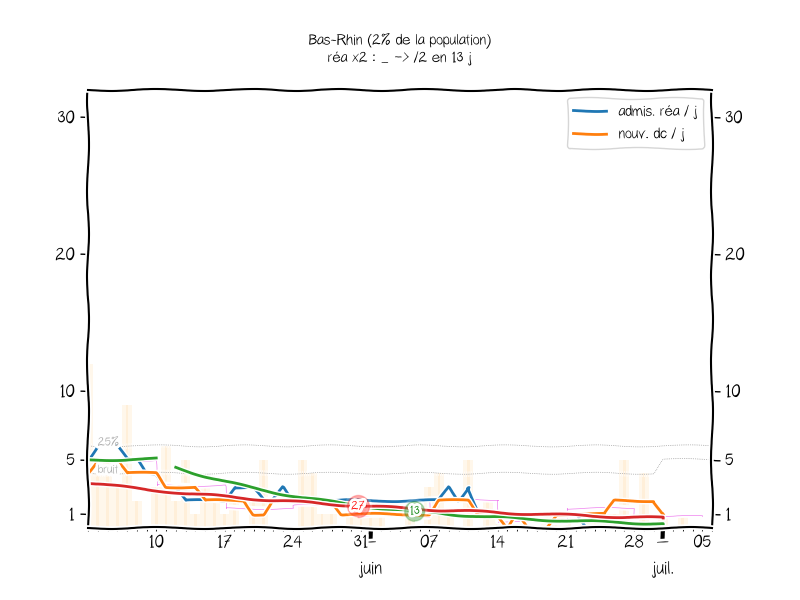 Bas-Rhin (2% de la population)
réa x2 : _ -> /2 en 13 j
admis. réa / j
nouv. dc / j
30
30
20
20
10
10
25%
bruit
5
5
27
13
1
1
10 17 24 31 07 14 21 28 05
juin juil.